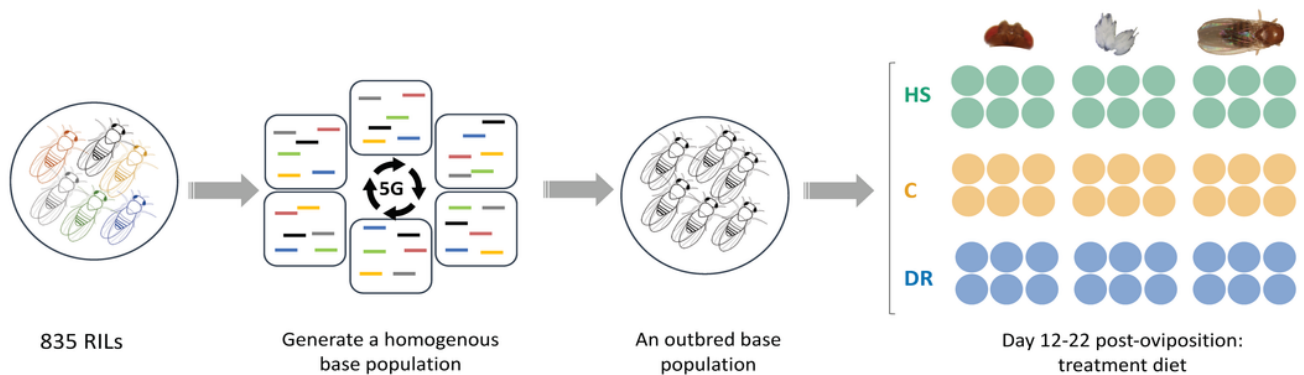 835 RILs
5G
Generate a homogenous
base population
An outbred base
population
HS
C
DR
Day 12-22 post-oviposition:
treatment diet